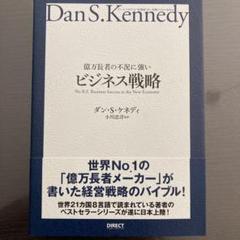 Dan S. Kennedy
億万長者の不況に強い
ビジネス戦略
No B.S. Business Success in the New Economy
ダン・S・ケネディ
小川忠洋
世界No.1の
「億万長者メーカー」が
書いた経営戦略のバイブル!
世界21カ国8言語で読まれている著者の
ベストセラーシリーズが遂に日本上陸!
DIRECT